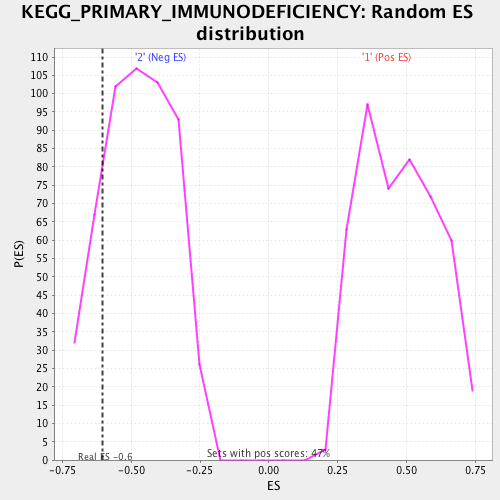 KEGG_PRIMARY_IMMUNODEFICIENCY: Random ES
distribution
'2' (Neg ES)
'1' (Pos ES)
110
105
100
95
90
85
80
75
70
65
60
55
50
45
40
35
30
25
20
15
10
5
0
P(ES)
Real ES -0.6
Sets with pos scores: 47%
-0.75 -0.50 -0.25 0.00 0.25 0.50 0.75
ES